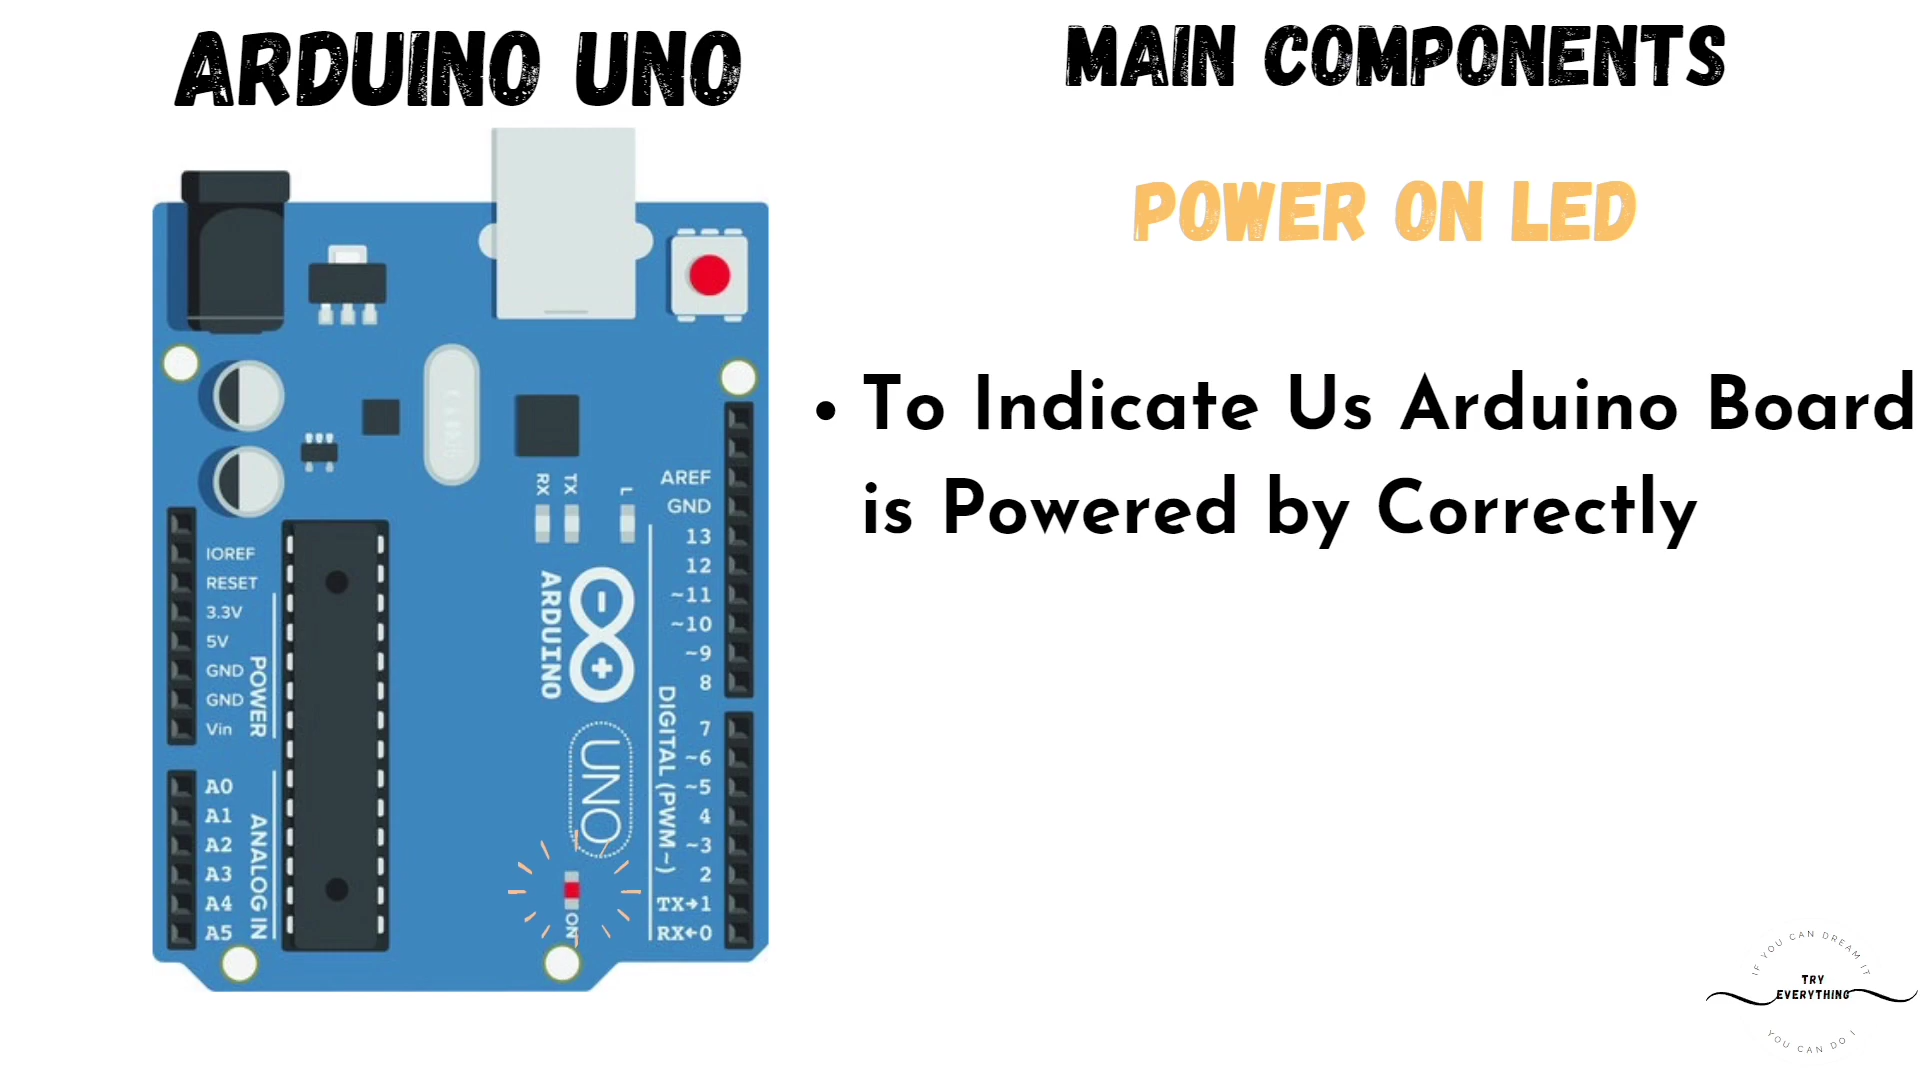 ARDUINO UNO
MAIN COMPONENTS
POWER ON LED
• To Indicate Us Arduino Board
is Powered by Correctly
RX
TX
L
AREF
GND
13
12
~11
~10
~9
8
7
~6
~5
4
~3
2
TX→1
RX←0
DIGITAL (PWM~)
IOREF
RESET
3.3V
5V
GND
GND
Vin
POWER
A0
A1
A2
A3
A4
A5
ANALOG IN
ARDUINO
UNO
ON
IF YOU CAN DREAM IT
TRY
EVERYTHING
YOU CAN DO I